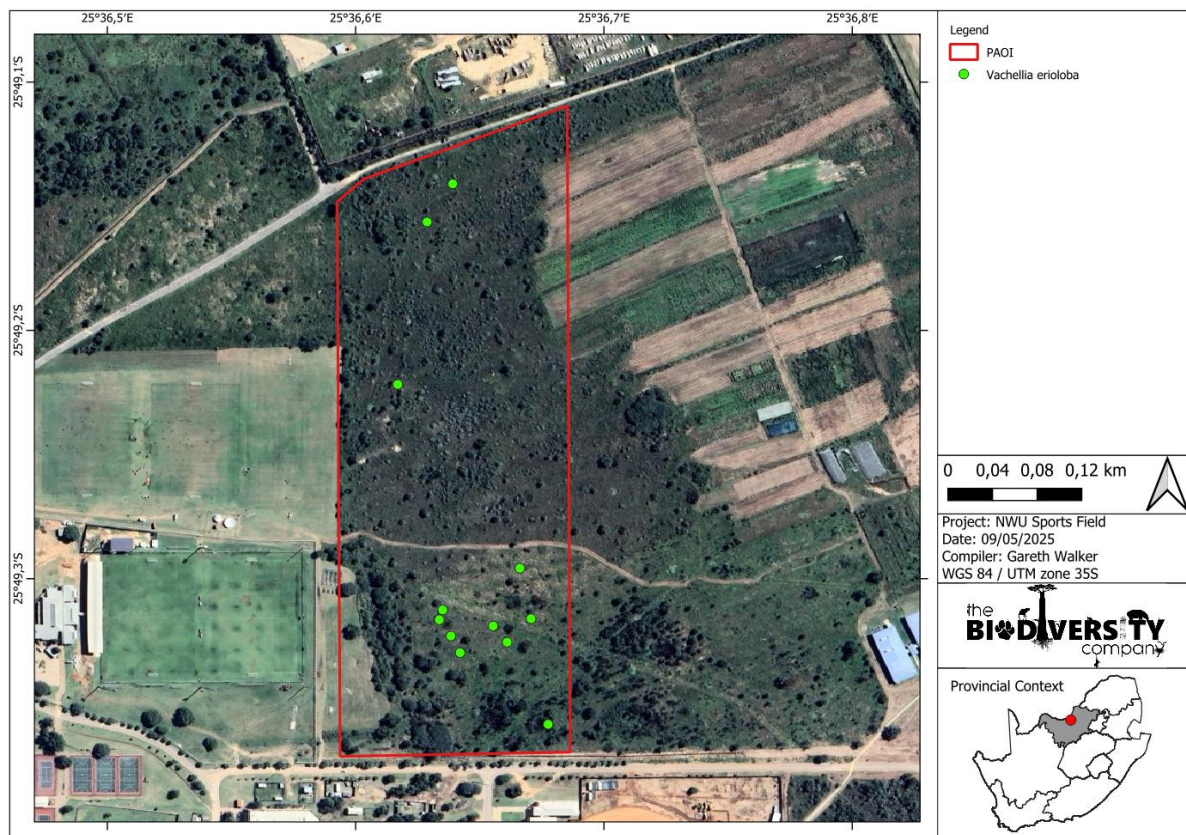 25°36,5’E 25°36,6’E 25°36,7’E 25°36,8’E
25°49,1’S
25°49,2’S
25°49,3’S
Legend
PAOI
Vachellia erioloba
0 0,04 0,08 0,12 km
Project: NWU Sports Field
Date: 09/05/2025
Compiler: Gareth Walker
WGS 84 / UTM zone 35S
the
BIODIVERSITY
company
Provincial Context